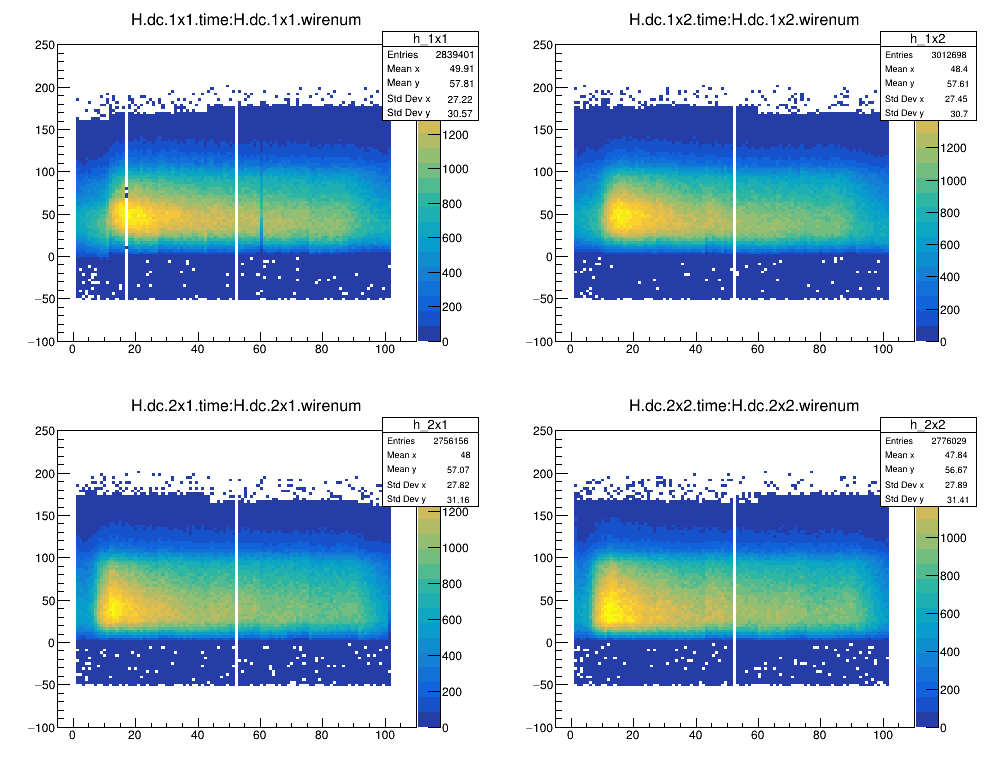 H.dc.1x1.time:H.dc.1x1.wirenum
h_1x1
Entries 2839401
Mean x 49.91
Mean y 57.81
Std Dev x 27.22
Std Dev y 30.57
250
200
150
100
50
0
−50
−100
0 20 40 60 80 100
1200
1000
800
600
400
200
0
H.dc.1x2.time:H.dc.1x2.wirenum
h_1x2
Entries 3012698
Mean x 48.4
Mean y 57.61
Std Dev x 27.45
Std Dev y 30.7
250
200
150
100
50
0
−50
−100
0 20 40 60 80 100
1200
1000
800
600
400
200
0
H.dc.2x1.time:H.dc.2x1.wirenum
h_2x1
Entries 2756156
Mean x 48
Mean y 57.07
Std Dev x 27.82
Std Dev y 31.16
250
200
150
100
50
0
−50
−100
0 20 40 60 80 100
1200
1000
800
600
400
200
0
H.dc.2x2.time:H.dc.2x2.wirenum
h_2x2
Entries 2776029
Mean x 47.84
Mean y 56.67
Std Dev x 27.89
Std Dev y 31.41
250
200
150
100
50
0
−50
−100
0 20 40 60 80 100
1000
800
600
400
200
0